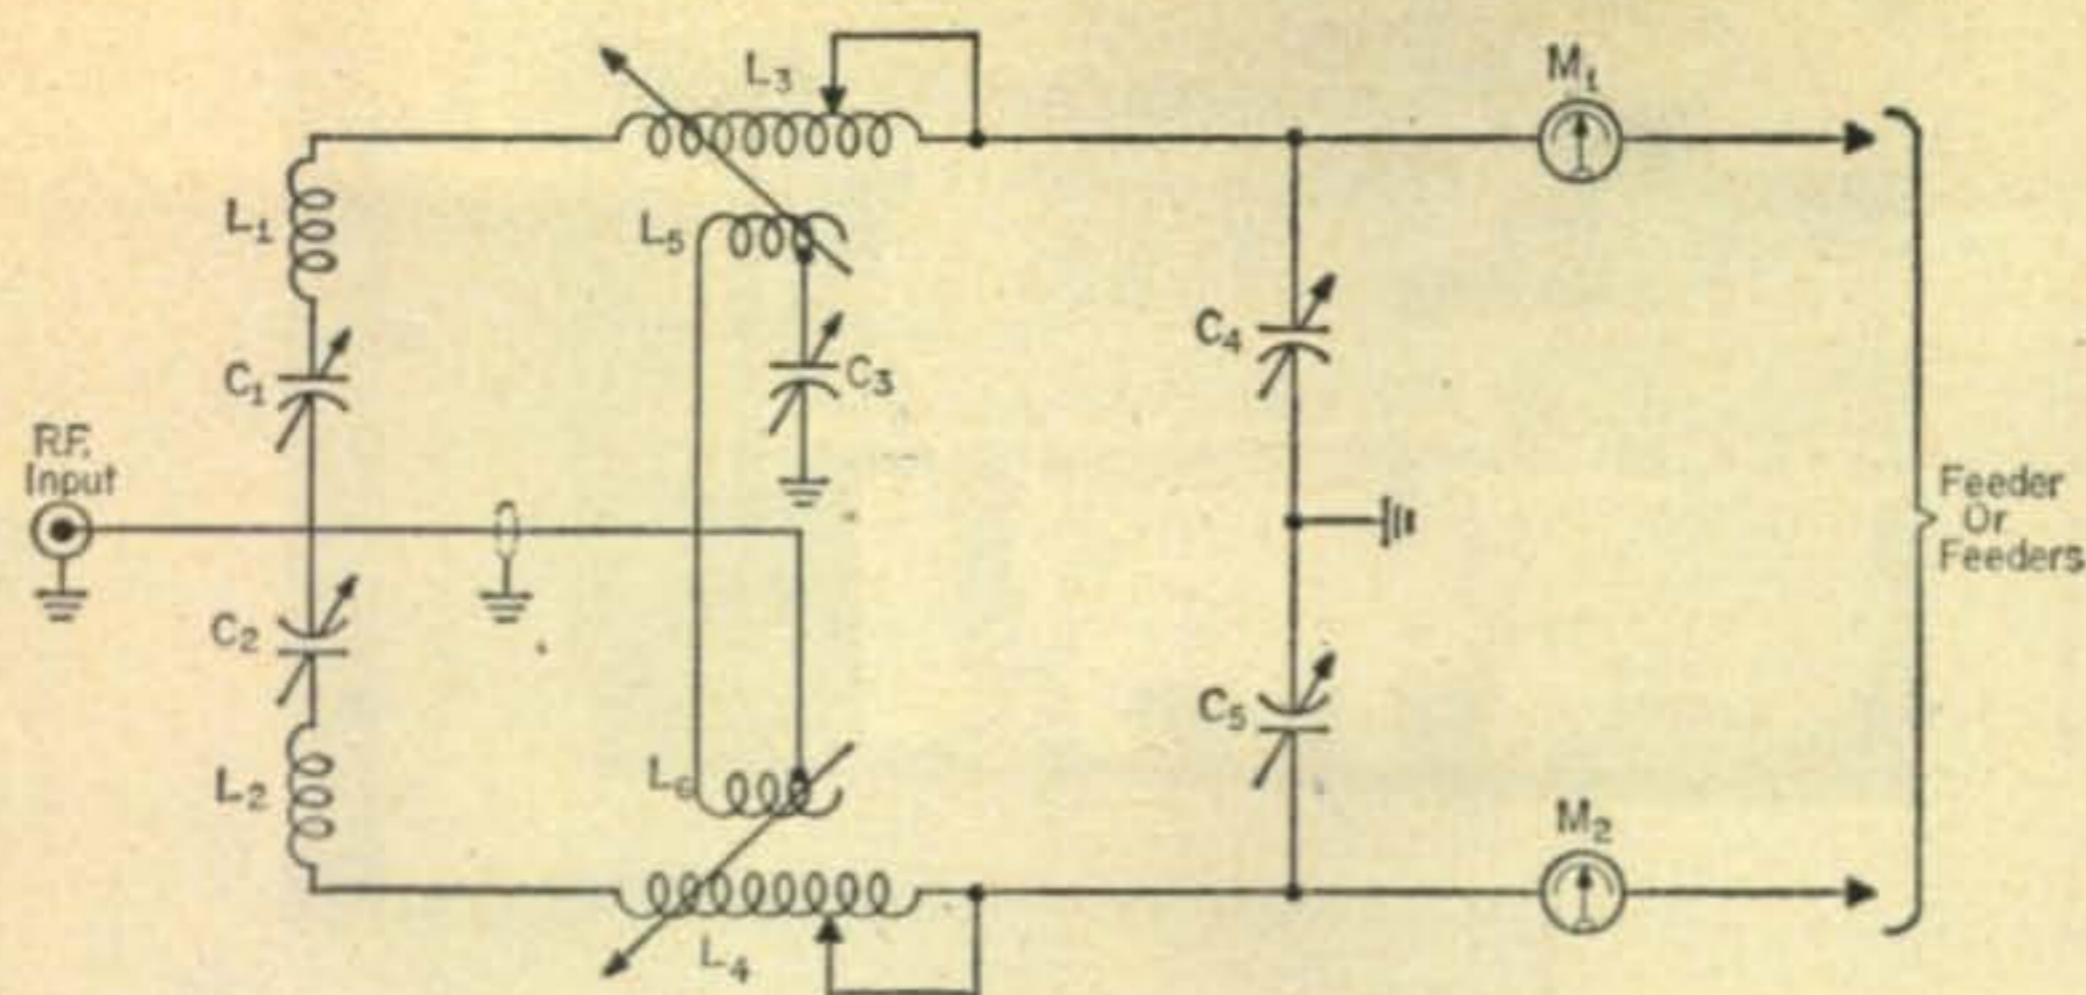 L₃
M₁
L₁
L₅
C₄
C₁
C₃
R.F.
Input
Feeder
Or
Feeders
C₂
C₅
L₂
L₆
M₂
L₄